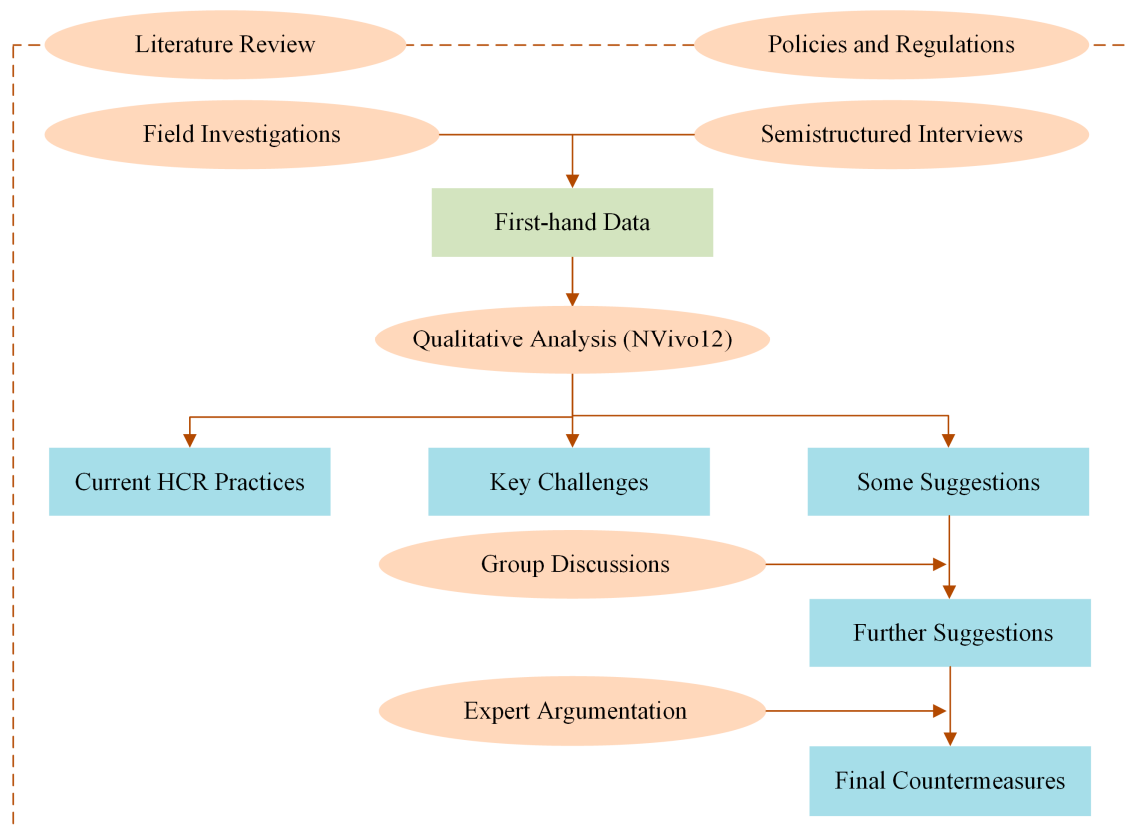 Literature Review
Policies and Regulations
Field Investigations
Semistructured Interviews
First-hand Data
Qualitative Analysis (NVivo12)
Current HCR Practices
Key Challenges
Some Suggestions
Group Discussions
Further Suggestions
Expert Argumentation
Final Countermeasures